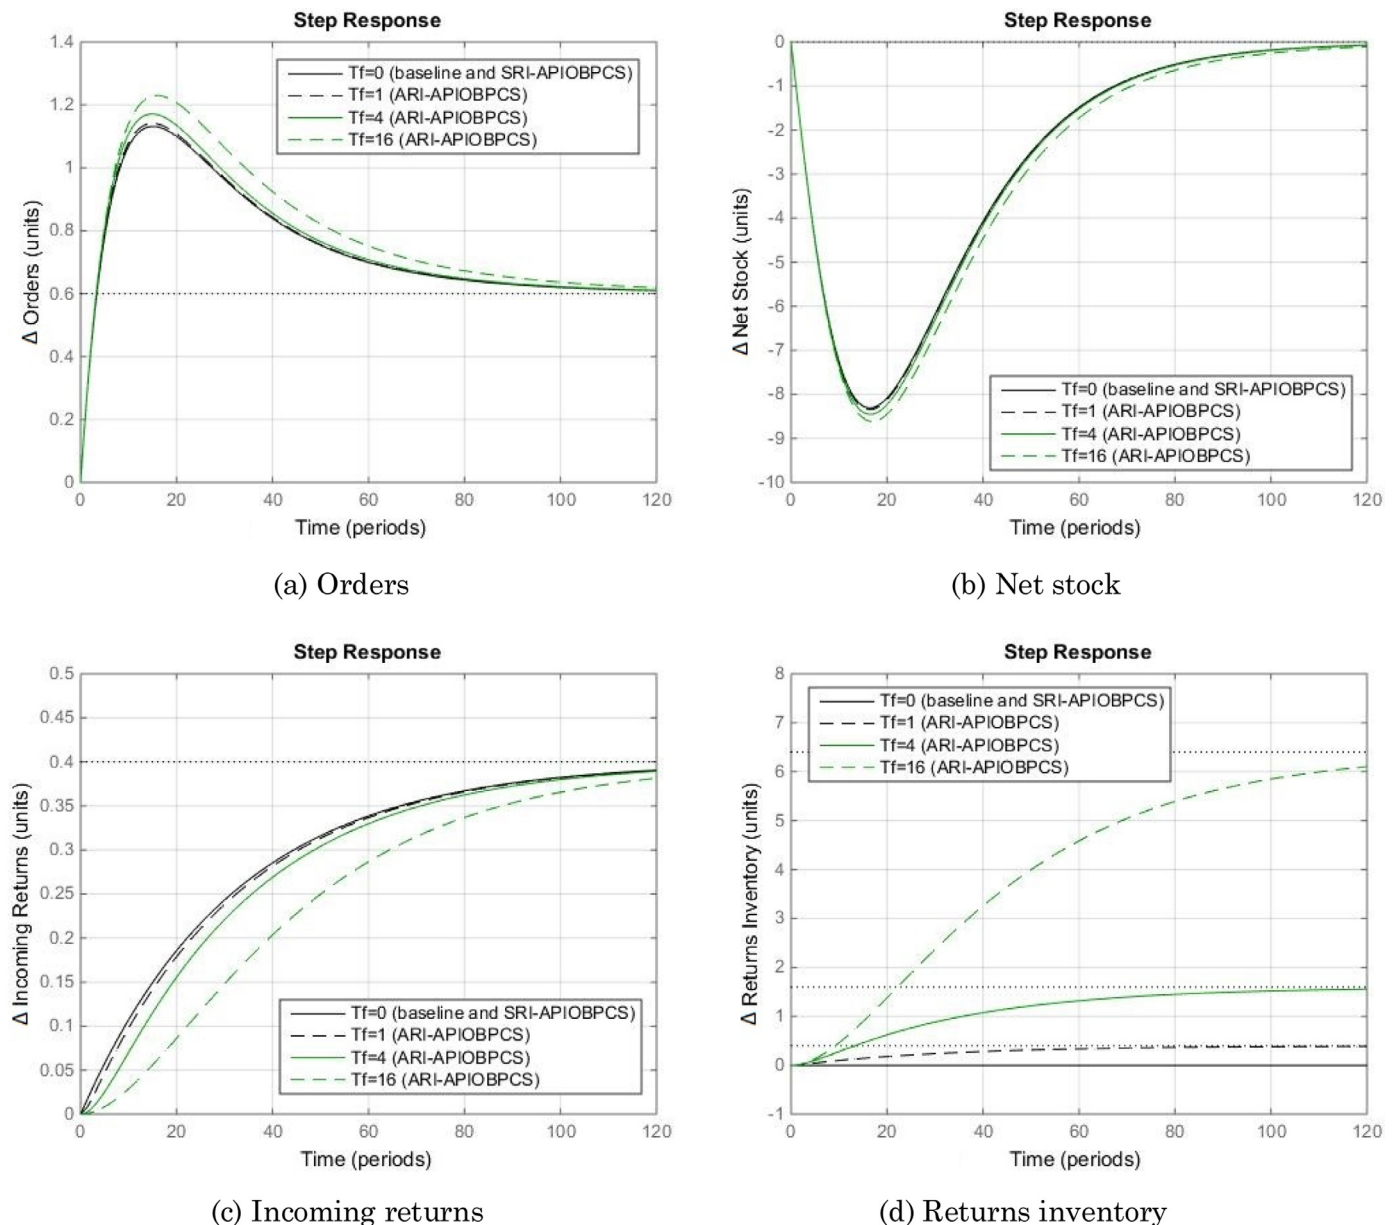 Step Response
1.4
1.2
1
0.8
0.6
0.4
0.2
0
Δ Orders (units)
Tf=0 (baseline and SRI-APIOBPCS)
Tf=1 (ARI-APIOBPCS)
Tf=4 (ARI-APIOBPCS)
Tf=16 (ARI-APIOBPCS)
0 20 40 60 80 100 120
Time (periods)
(a) Orders
Step Response
0
-1
-2
-3
-4
-5
-6
-7
-8
-9
-10
Δ Net Stock (units)
Tf=0 (baseline and SRI-APIOBPCS)
Tf=1 (ARI-APIOBPCS)
Tf=4 (ARI-APIOBPCS)
Tf=16 (ARI-APIOBPCS)
0 20 40 60 80 100 120
Time (periods)
(b) Net stock
Step Response
0.5
0.45
0.4
0.35
0.3
0.25
0.2
0.15
0.1
0.05
0
Δ Incoming Returns (units)
Tf=0 (baseline and SRI-APIOBPCS)
Tf=1 (ARI-APIOBPCS)
Tf=4 (ARI-APIOBPCS)
Tf=16 (ARI-APIOBPCS)
0 20 40 60 80 100 120
Time (periods)
(c) Incoming returns
Step Response
8
7
6
5
4
3
2
1
0
-1
Δ Returns Inventory (units)
Tf=0 (baseline and SRI-APIOBPCS)
Tf=1 (ARI-APIOBPCS)
Tf=4 (ARI-APIOBPCS)
Tf=16 (ARI-APIOBPCS)
0 20 40 60 80 100 120
Time (periods)
(d) Returns inventory